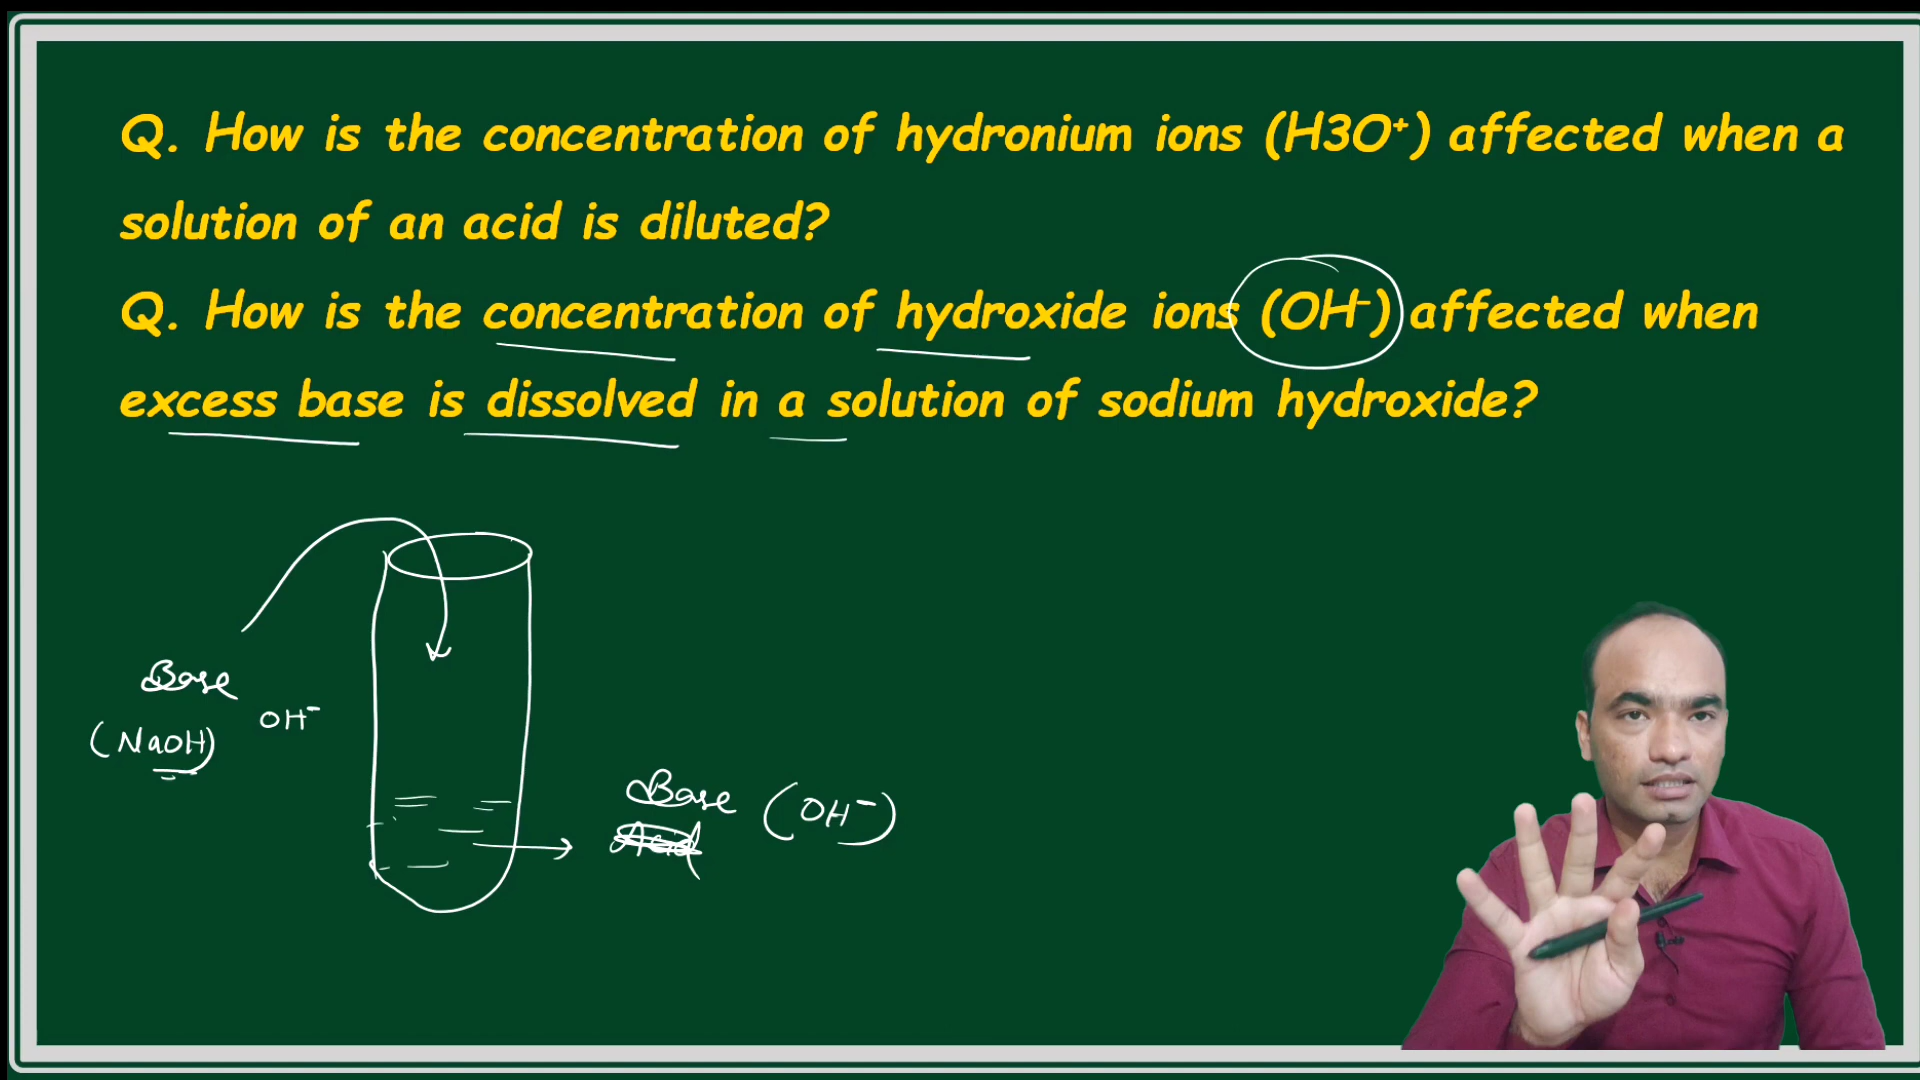 Q. How is the concentration of hydronium ions (H3O⁺) affected when a
solution of an acid is diluted?
Q. How is the concentration of hydroxide ions (OH⁻) affected when
excess base is dissolved in a solution of sodium hydroxide?
Base
OH⁻
(NaOH)
Base (OH⁻)
Acid